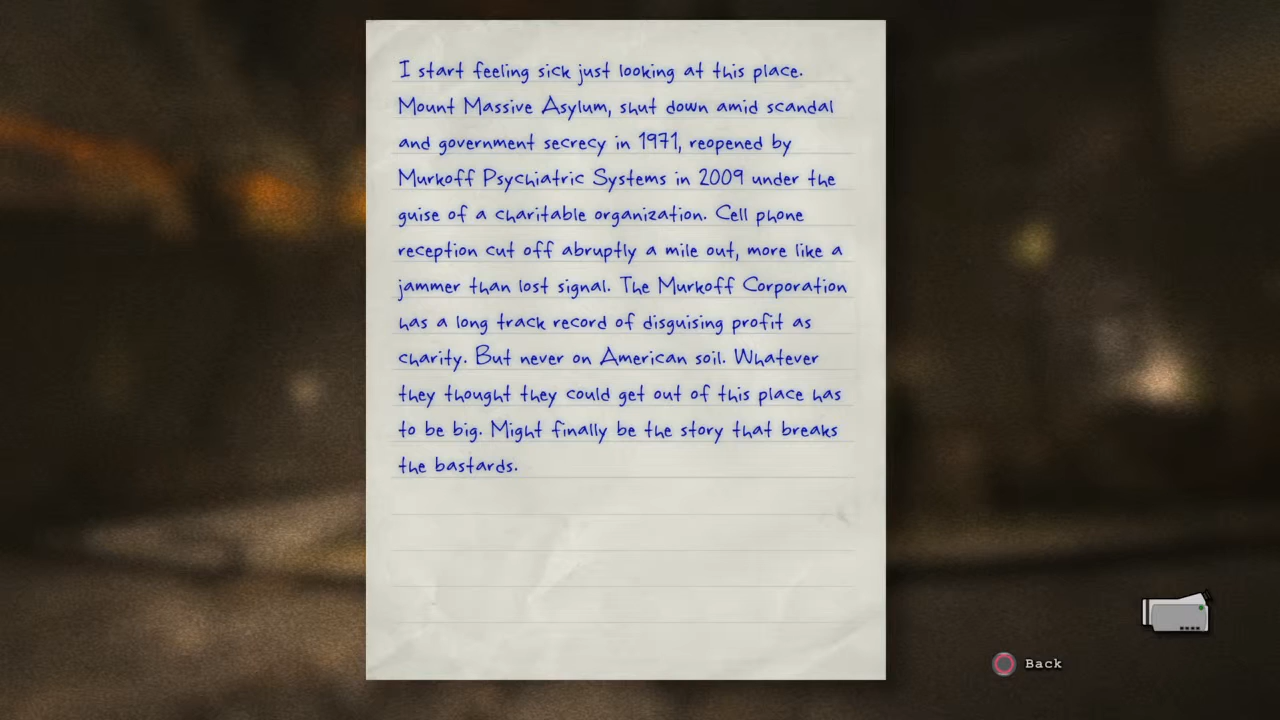 I start feeling sick just looking at this place.
Mount Massive Asylum, shut down amid scandal
and government secrecy in 1971, reopened by
Murkoff Psychiatric Systems in 2009 under the
guise of a charitable organization. Cell phone
reception cut off abruptly a mile out, more like a
jammer than lost signal. The Murkoff Corporation
has a long track record of disguising profit as
charity. But never on American soil. Whatever
they thought they could get out of this place has
to be big. Might finally be the story that breaks
the bastards.
Back